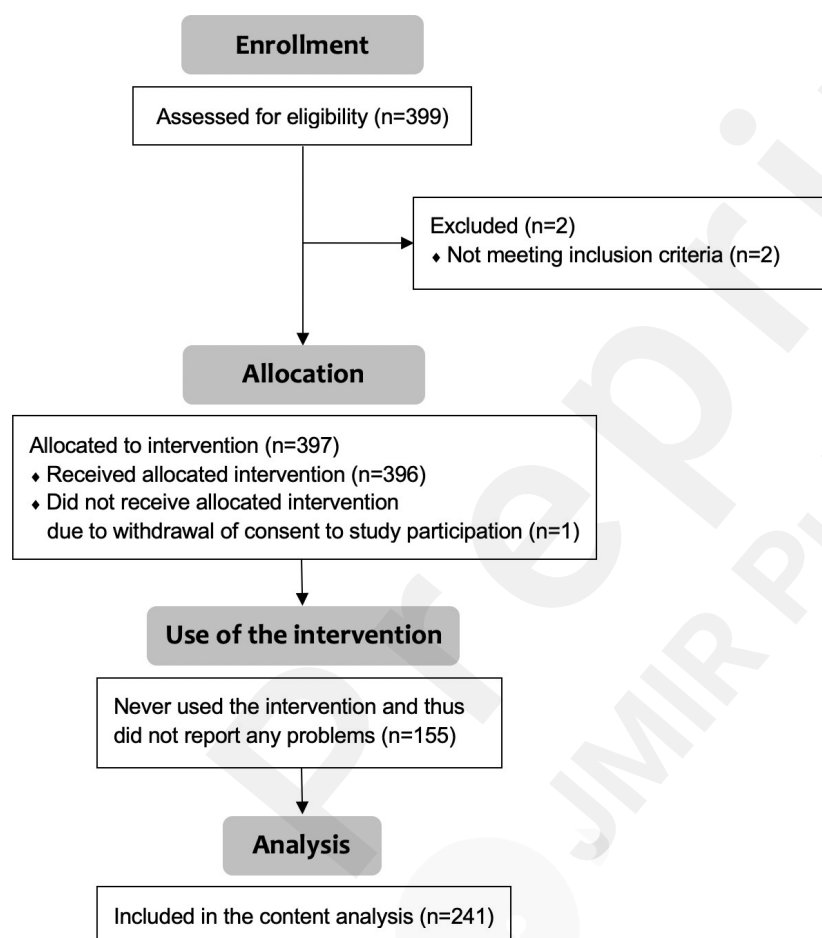 Enrollment
Assessed for eligibility (n=399)
Excluded (n=2)
♦ Not meeting inclusion criteria (n=2)
Allocation
Allocated to intervention (n=397)
♦ Received allocated intervention (n=396)
♦ Did not receive allocated intervention
due to withdrawal of consent to study participation (n=1)
Use of the intervention
Never used the intervention and thus
did not report any problems (n=155)
Analysis
Included in the content analysis (n=241)
Prepri
JMIR Pu